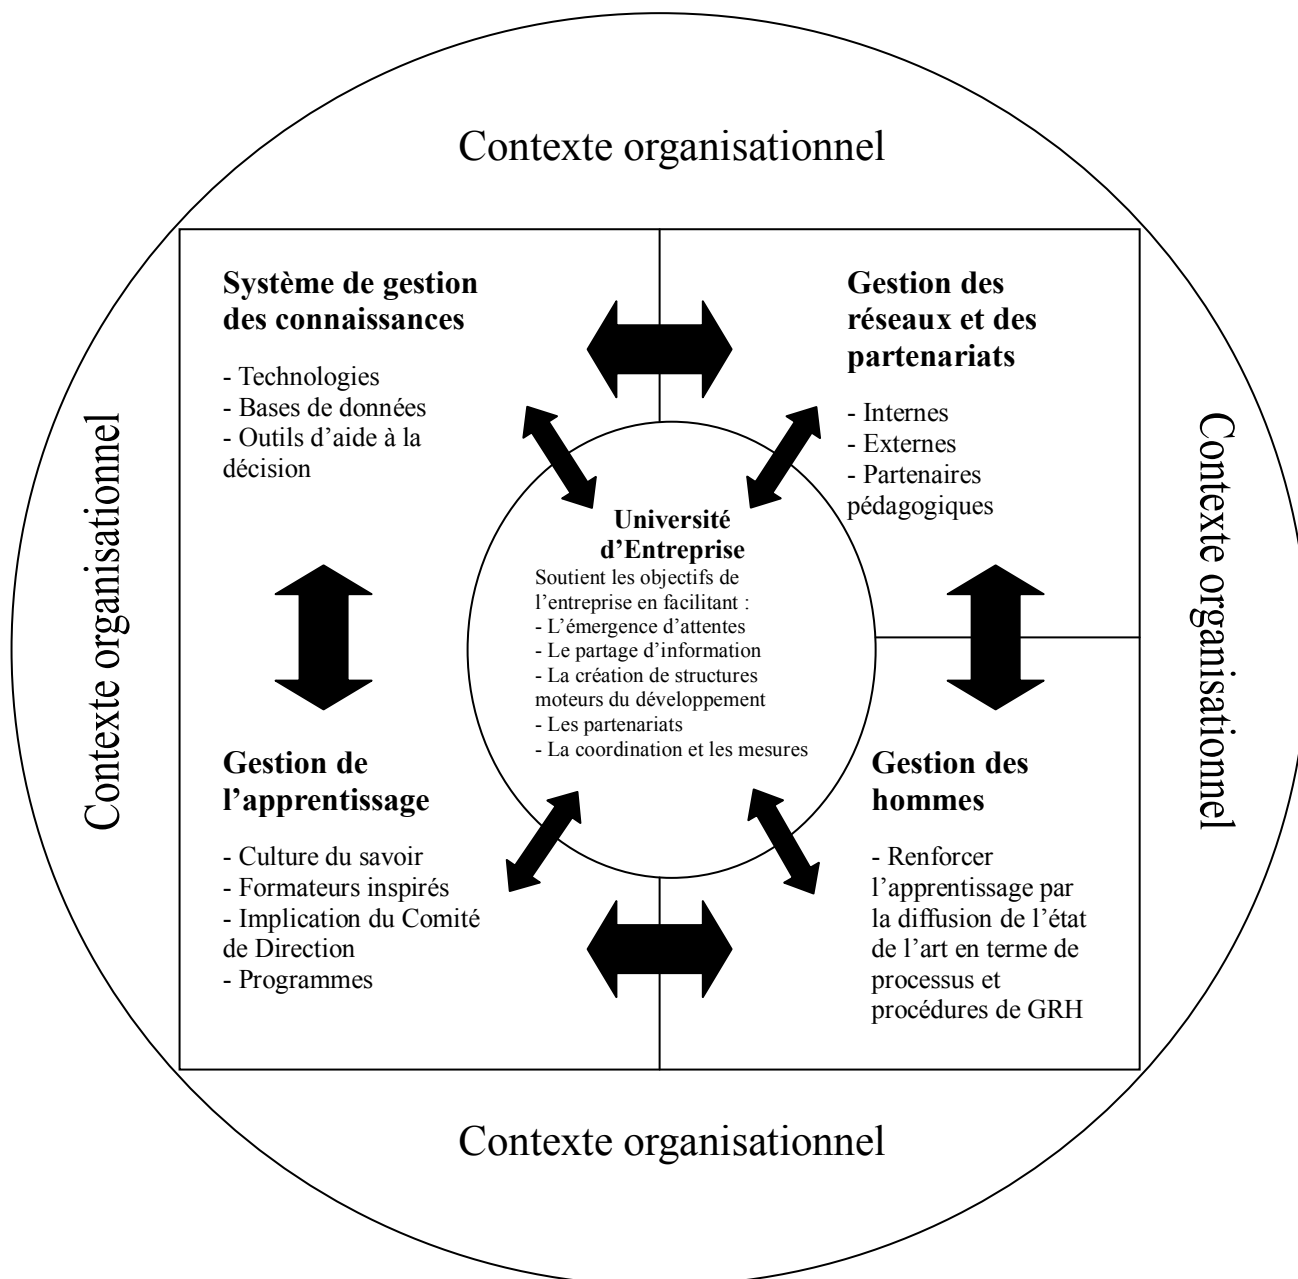 Contexte organisationnel
Contexte organisationnel
Système de gestion
des connaissances
- Technologies
- Bases de données
- Outils d’aide à la
décision
Gestion des
réseaux et des
partenariats
- Internes
- Externes
- Partenaires
pédagogiques
Contexte organisationnel
Université
d’Entreprise
Soutient les objectifs de
l’entreprise en facilitant :
- L’émergence d’attentes
- Le partage d’information
- La création de structures
moteurs du développement
- Les partenariats
- La coordination et les mesures
Gestion de
l’apprentissage
- Culture du savoir
- Formateurs inspirés
- Implication du Comité
de Direction
- Programmes
Gestion des
hommes
- Renforcer
l’apprentissage par
la diffusion de l’état
de l’art en terme de
processus et
procédures de GRH
Contexte organisationnel